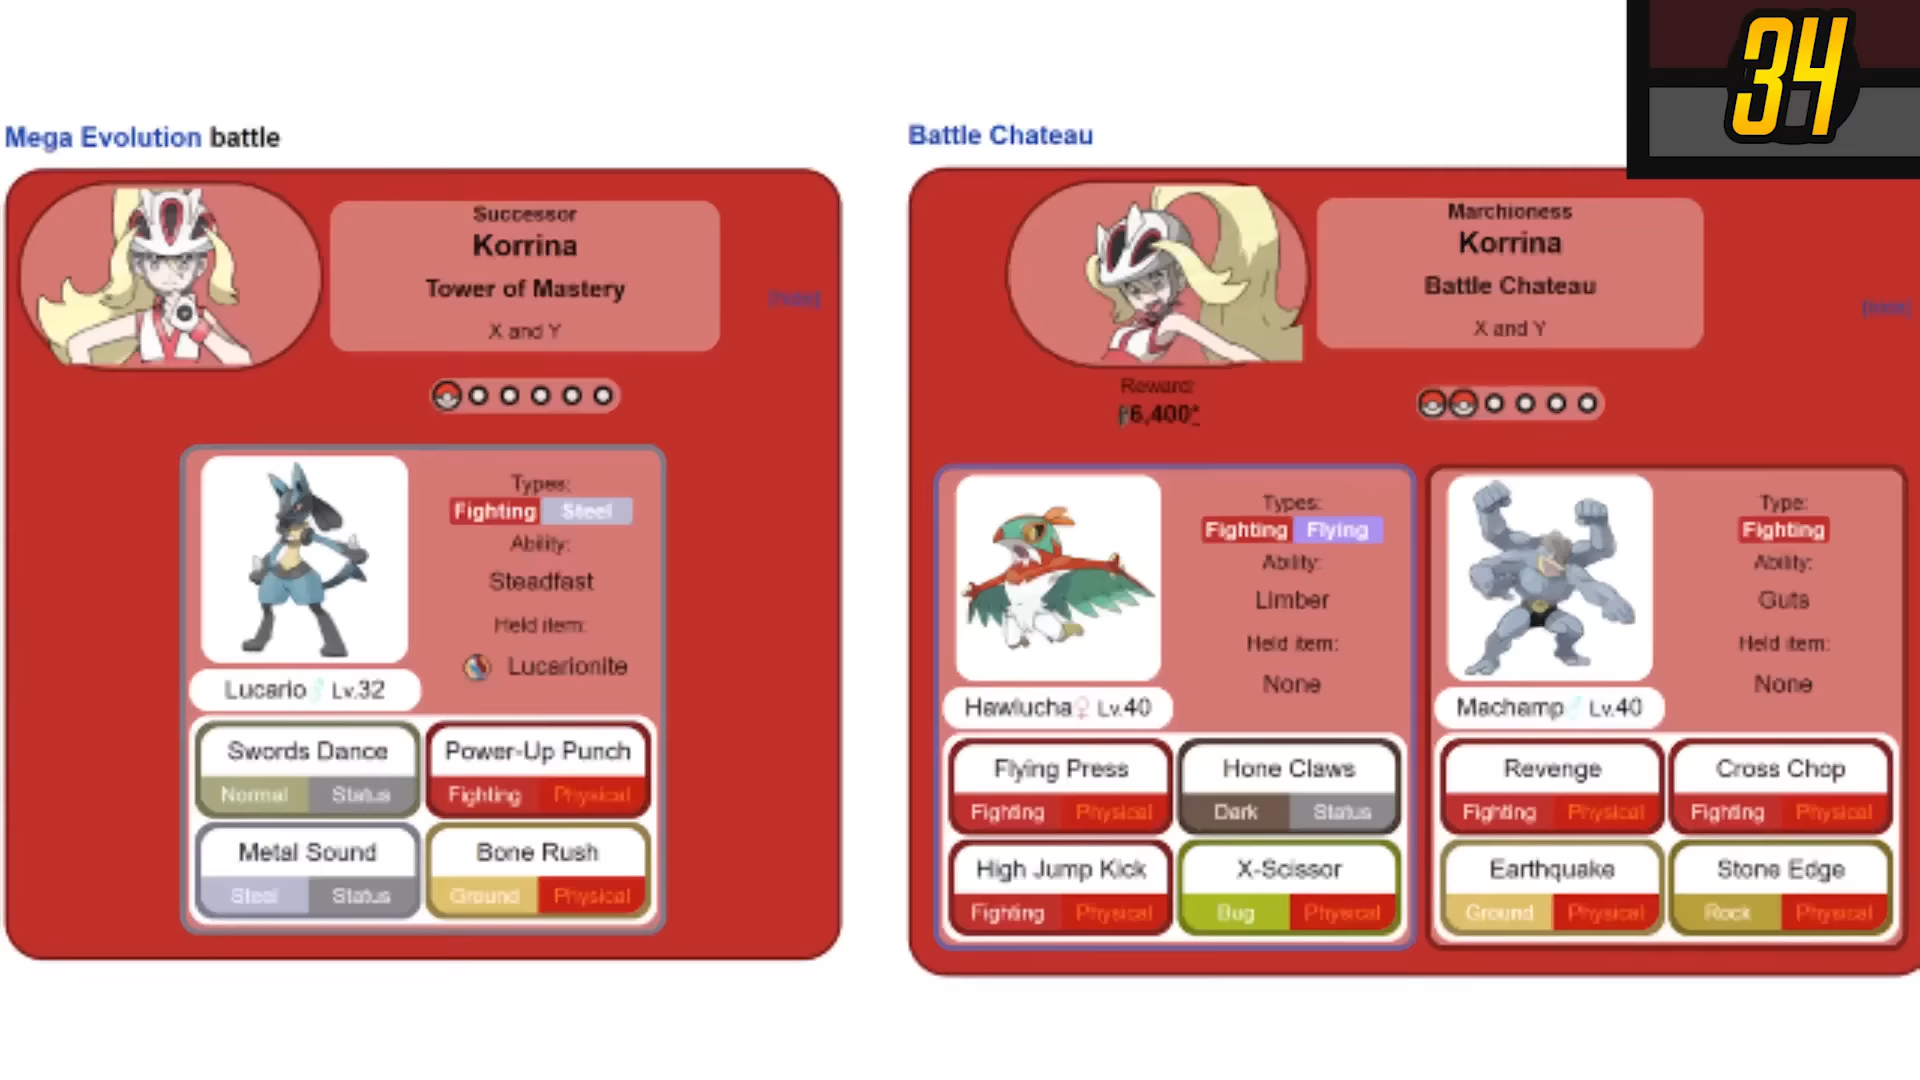 34
Mega Evolution battle
Successor
Korrina
Tower of Mastery
X and Y
Types:
Fighting Steel
Ability:
Steadfast
Held item:
Lucarionite
Lucario♂ Lv.32
Swords Dance
Normal Status
Power-Up Punch
Fighting Physical
Metal Sound
Steel Status
Bone Rush
Ground Physical
Battle Chateau
Marchioness
Korrina
Battle Chateau
X and Y
Reward:
6,400
Types:
Fighting Flying
Ability:
Limber
Held item:
None
Hawlucha♀ Lv.40
Flying Press
Fighting Physical
Hone Claws
Dark Status
High Jump Kick
Fighting Physical
X-Scissor
Bug Physical
Type:
Fighting
Ability:
Guts
Held item:
None
Machamp♂ Lv.40
Revenge
Fighting Physical
Cross Chop
Fighting Physical
Earthquake
Ground Physical
Stone Edge
Rock Physical